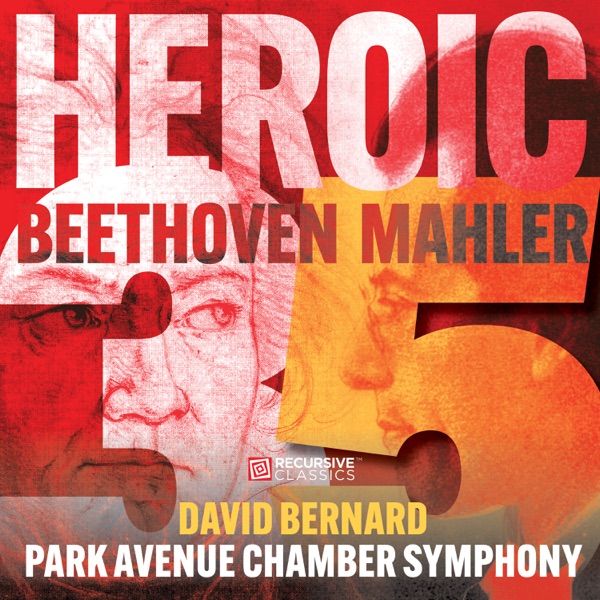 HEROIC
BEETHOVEN MAHLER
3 5
RECURSIVE™
CLASSICS
DAVID BERNARD
PARK AVENUE CHAMBER SYMPHONY